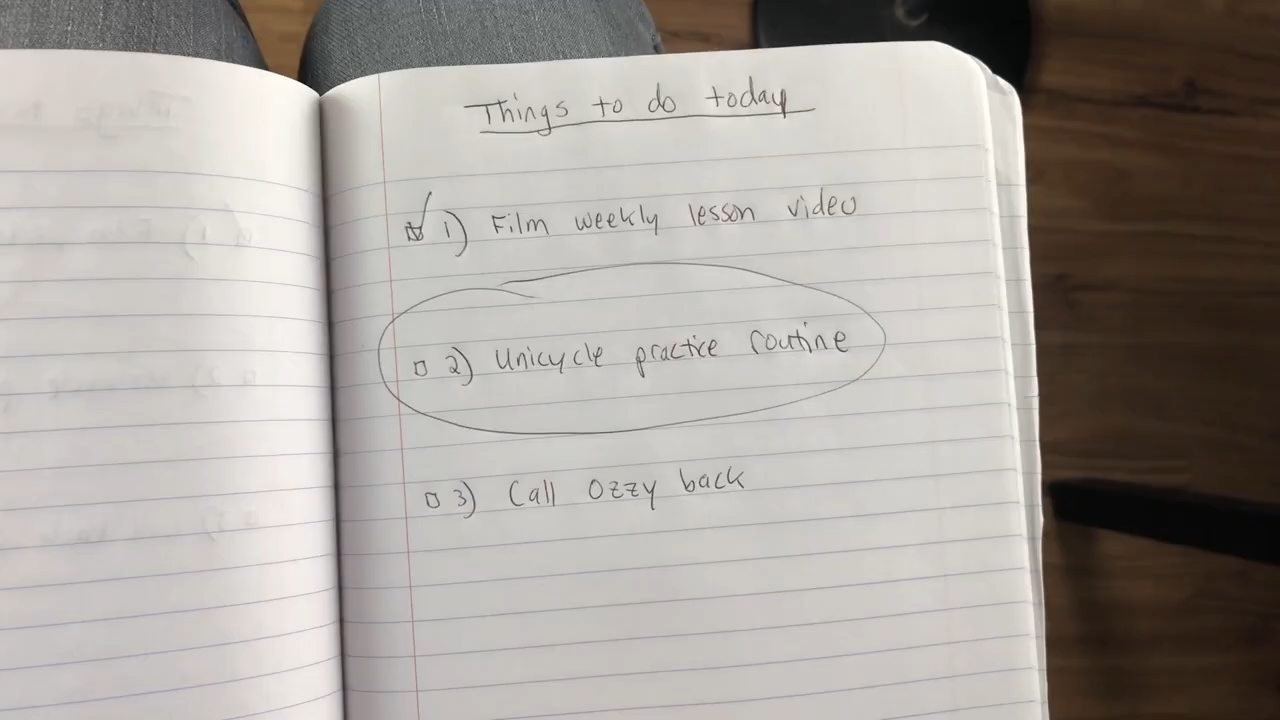 Things to do today
1) Film weekly lesson video
2) Unicycle practice routine
3) Call Ozzy back